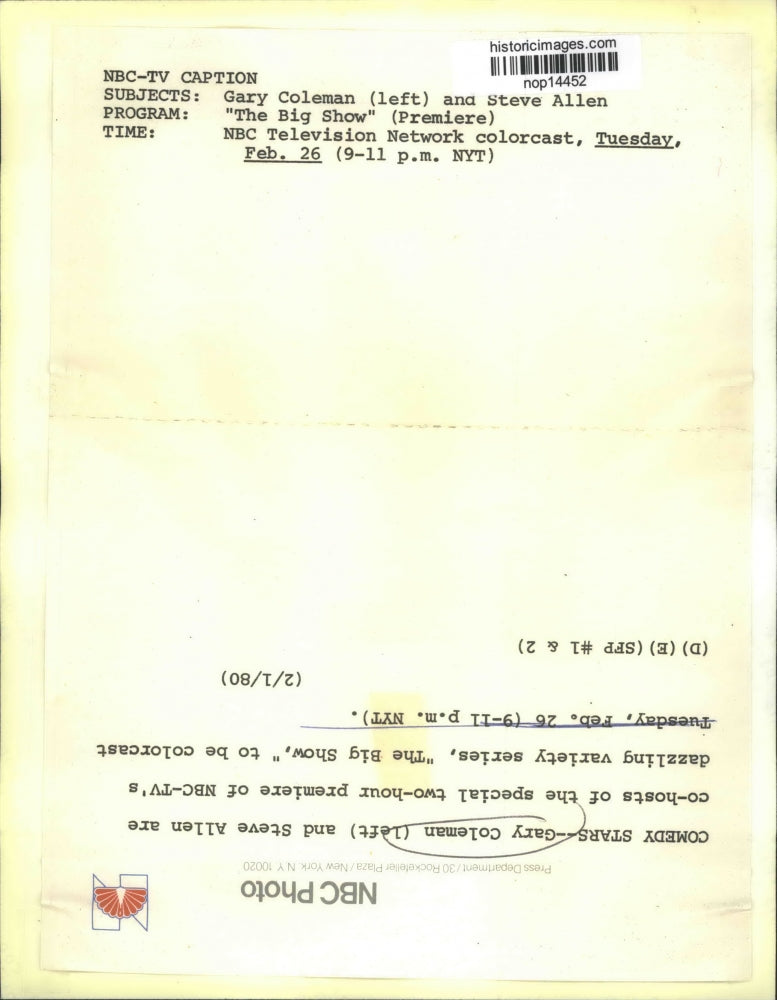 historicimages.com
nop14452
NBC-TV CAPTION
SUBJECTS: Gary Coleman (left) and Steve Allen
PROGRAM: "The Big Show" (Premiere)
TIME: NBC Television Network colorcast, Tuesday,
Feb. 26 (9-11 p.m. NYT)
NBC Photo
Press Department / 30 Rockefeller Plaza / New York, N.Y. 10020
COMEDY STARS--Gary Coleman (left) and Steve Allen are
co-hosts of the special two-hour premiere of NBC-TV's
dazzling variety series, "The Big Show," to be colorcast
Tuesday, Feb. 26 (9-11 p.m. NYT).
(2/1/80)
(D)(E)(SFP #1 & 2)